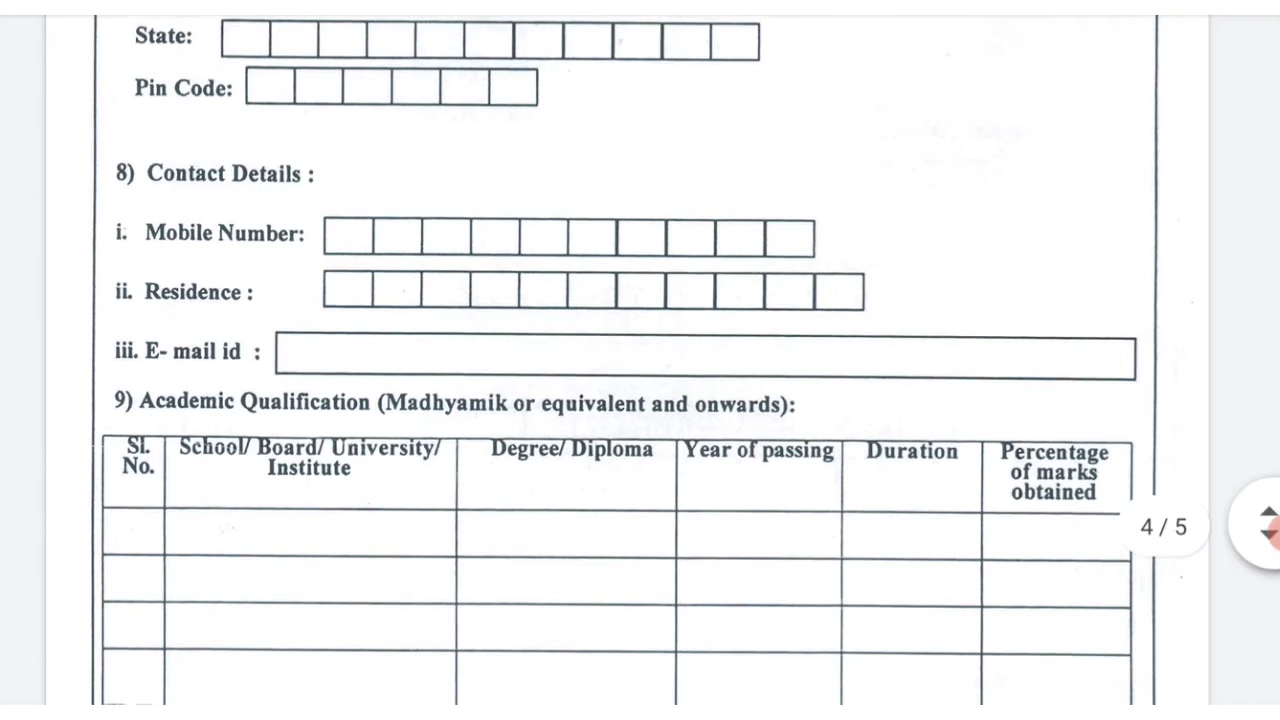 State:
Pin Code:
8) Contact Details :
i. Mobile Number:
ii. Residence :
iii. E- mail id :
9) Academic Qualification (Madhyamik or equivalent and onwards):
Sl. No.
School/ Board/ University/ Institute
Degree/ Diploma
Year of passing
Duration
Percentage of marks obtained
4 / 5